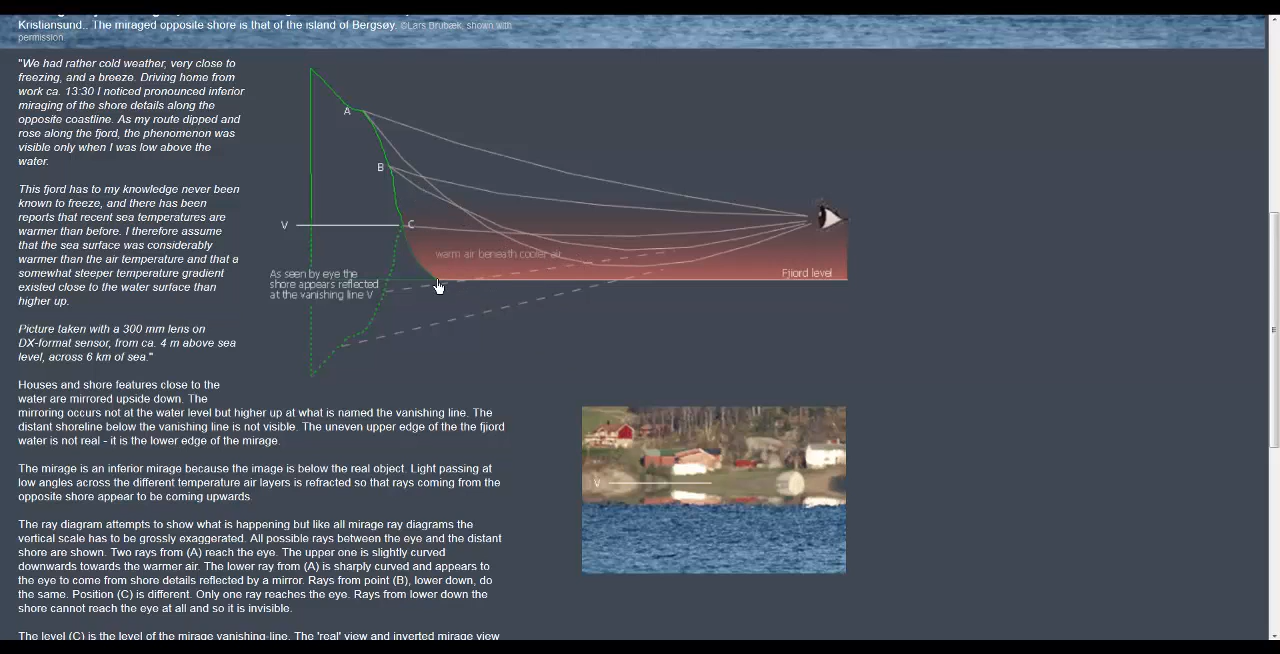 Kristiansund.. The miraged opposite shore is that of the island of Bergsøy. ©Lars Brubæk, shown with
permission.
"We had rather cold weather, very close to
freezing, and a breeze. Driving home from
work ca. 13:30 I noticed pronounced inferior
miraging of the shore details along the
opposite coastline. As my route dipped and
rose along the fjord, the phenomenon was
visible only when I was low above the
water.
This fjord has to my knowledge never been
known to freeze, and there has been
reports that recent sea temperatures are
warmer than before. I therefore assume
that the sea surface was considerably
warmer than the air temperature and that a
somewhat steeper temperature gradient
existed close to the water surface than
higher up.
Picture taken with a 300 mm lens on
DX-format sensor, from ca. 4 m above sea
level, across 6 km of sea."
A
B
V
C
warm air beneath cooler air
As seen by eye the
shore appears reflected
at the vanishing line V
Fjiord level
Houses and shore features close to the
water are mirrored upside down. The
mirroring occurs not at the water level but higher up at what is named the vanishing line. The
distant shoreline below the vanishing line is not visible. The uneven upper edge of the the fjord
water is not real - it is the lower edge of the mirage.
V
The mirage is an inferior mirage because the image is below the real object. Light passing at
low angles across the different temperature air layers is refracted so that rays coming from the
opposite shore appear to be coming upwards.
The ray diagram attempts to show what is happening but like all mirage ray diagrams the
vertical scale has to be grossly exaggerated. All possible rays between the eye and the distant
shore are shown. Two rays from (A) reach the eye. The upper one is slightly curved
downwards towards the warmer air. The lower ray from (A) is sharply curved and appears to
the eye to come from shore details reflected by a mirror. Rays from point (B), lower down, do
the same. Position (C) is different. Only one ray reaches the eye. Rays from lower down the
shore cannot reach the eye at all and so it is invisible.
The level (C) is the level of the mirage vanishing-line. The 'real' view and inverted mirage view